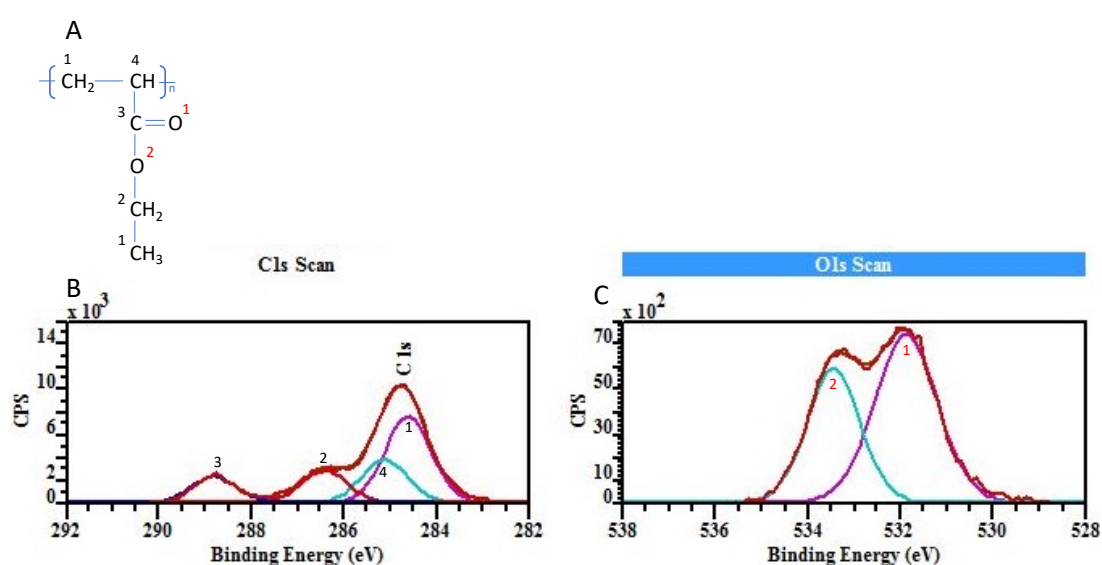 A
1 4
CH2 CH n
3 C O 1
O 2
2 CH2
1 CH3
C1s Scan
O1s Scan
B
x 10^3
14
10
6
2
0
CPS
C 1s
3
2
1
4
292 290 288 286 284 282
Binding Energy (eV)
C
x 10^2
70
50
30
10
0
CPS
2
1
538 536 534 532 530 528
Binding Energy (eV)